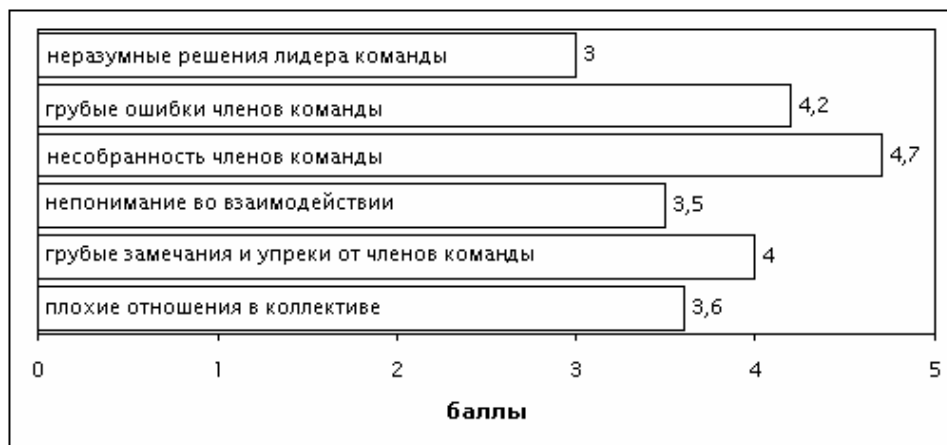 неразумные решения лидера команды 3
грубые ошибки членов команды 4,2
несобранность членов команды 4,7
непонимание во взаимодействии 3,5
грубые замечания и упреки от членов команды 4
плохие отношения в коллективе 3,6
0 1 2 3 4 5
баллы